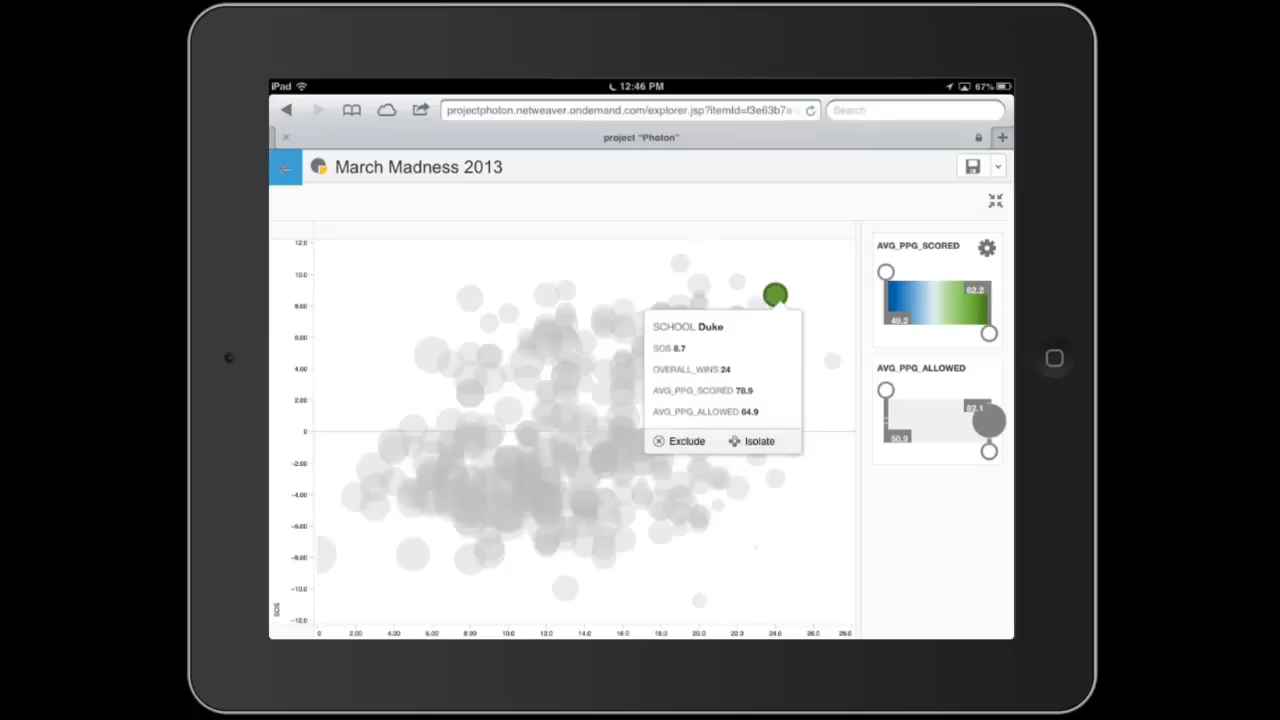 iPad 12:46 PM 67%
projectphoton.netweaver.ondemand.com/explorer.jsp?itemId=f3e63b7a- Search
project "Photon"
March Madness 2013
12.0
10.0
8.00
6.00
4.00
2.00
0
-2.00
-4.00
-6.00
-8.00
-10.0
-12.0
SOS
0 2.00 4.00 6.00 8.00 10.0 12.0 14.0 16.0 18.0 20.0 22.0 24.0 26.0 28.0
SCHOOL Duke
SOS 8.7
OVERALL_WINS 24
AVG_PPG_SCORED 78.9
AVG_PPG_ALLOWED 64.9
Exclude Isolate
AVG_PPG_SCORED
82.2
49.2
AVG_PPG_ALLOWED
82.1
50.9